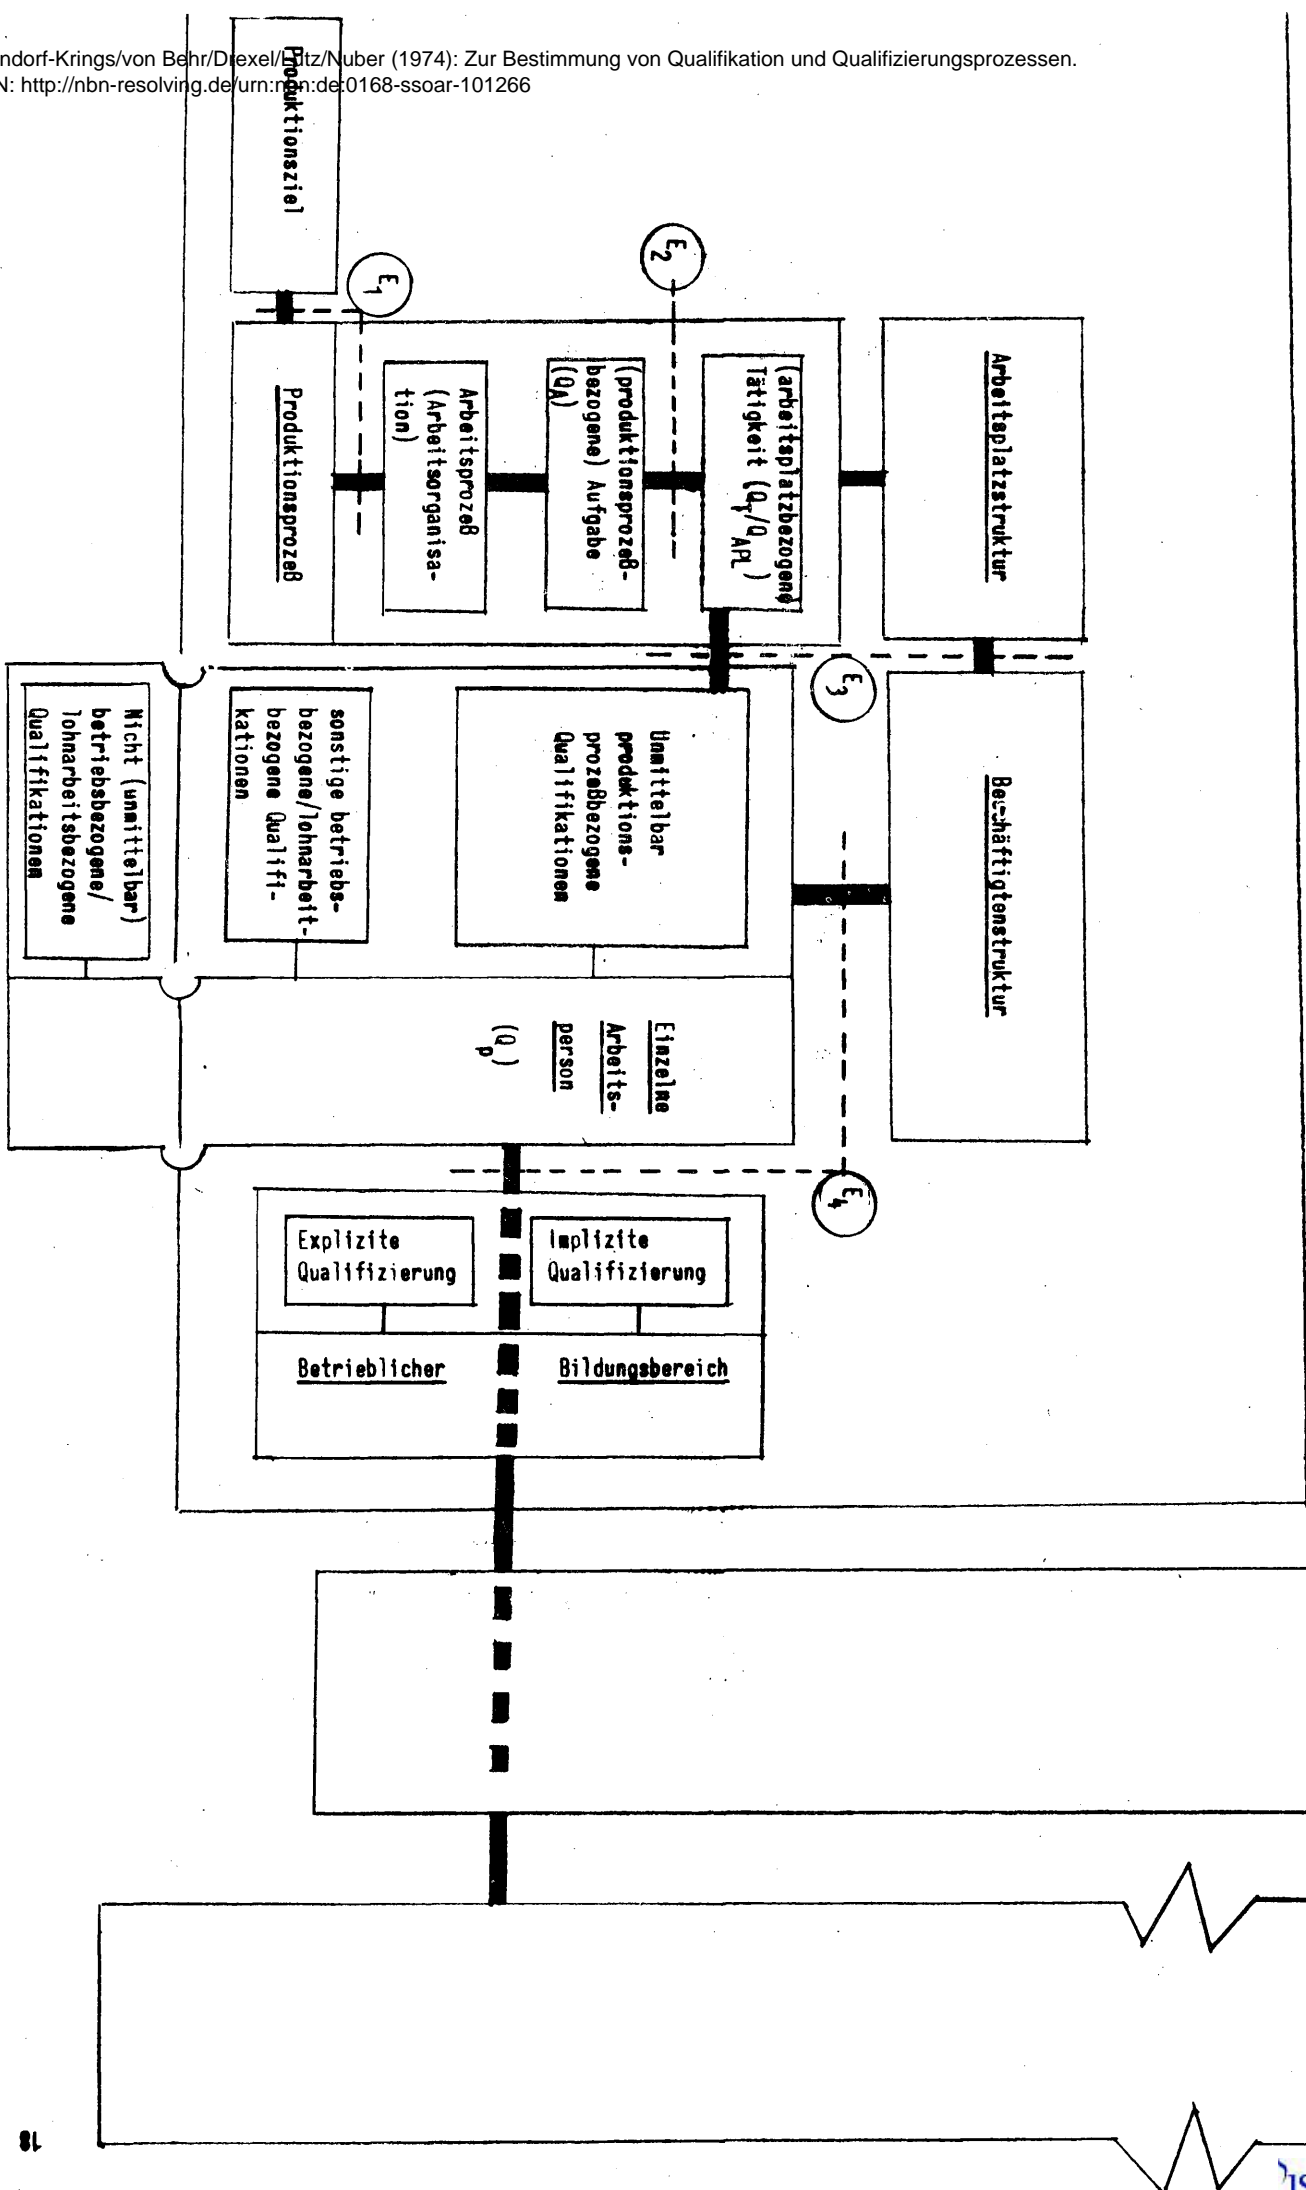 ndorf-Krings/von Behr/Drexel/Lutz/Nuber (1974): Zur Bestimmung von Qualifikation und Qualifizierungsprozessen.
N: http://nbn-resolving.de/urn:nbn:de:0168-ssoar-101266
Produktionsziel
E1
E2
Produktionsprozeß
Arbeitsprozeß
(Arbeitsorganisa-
tion)
(produktionsprozeß-
bezogene) Aufgabe
(QA)
(arbeitsplatzbezogene)
Tätigkeit (QT/QAPL)
Arbeitsplatzstruktur
E3
Nicht (unmittelbar)
betriebsbezogene/
lohnarbeitsbezogene
Qualifikationen
sonstige betriebs-
bezogene/lohnarbeit-
bezogene Qualifi-
kationen
Unmittelbar
produktions-
prozeßbezogene
Qualifikationen
Beschäftigtenstruktur
Einzelne
Arbeits-
person
(Qp)
E4
Explizite
Qualifizierung
Implizite
Qualifizierung
Betrieblicher Bildungsbereich
18